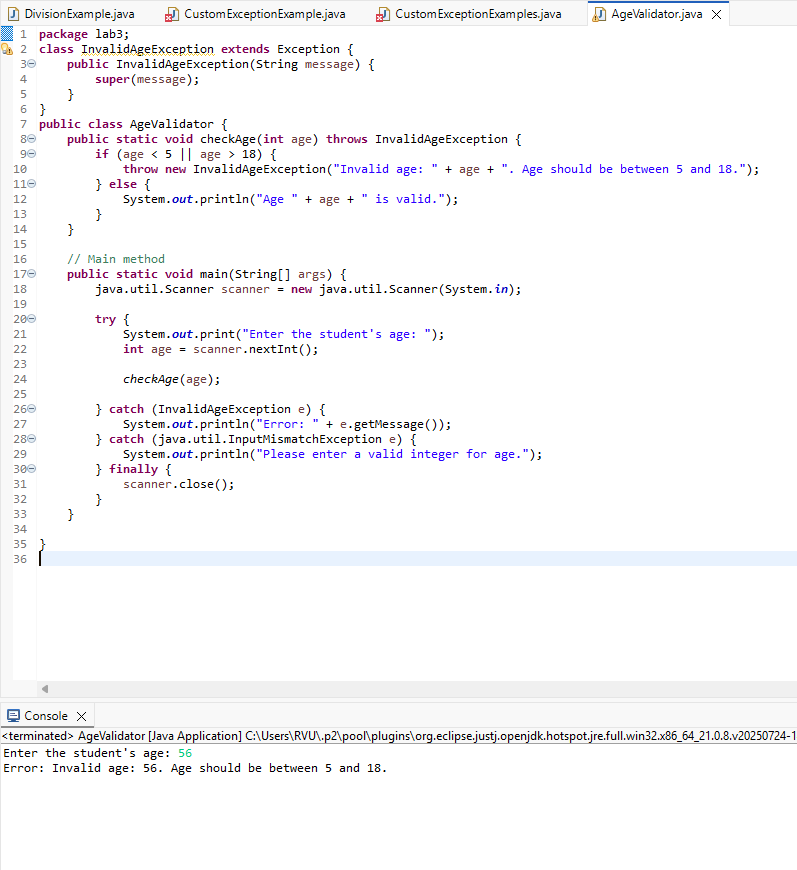 DivisionExample.java CustomExceptionExample.java CustomExceptionExamples.java AgeValidator.java
1 package lab3;
2 class InvalidAgeException extends Exception {
3     public InvalidAgeException(String message) {
4         super(message);
5     }
6 }
7 public class AgeValidator {
8     public static void checkAge(int age) throws InvalidAgeException {
9         if (age < 5 || age > 18) {
10             throw new InvalidAgeException("Invalid age: " + age + ". Age should be between 5 and 18.");
11         } else {
12             System.out.println("Age " + age + " is valid.");
13         }
14     }
15
16     // Main method
17     public static void main(String[] args) {
18         java.util.Scanner scanner = new java.util.Scanner(System.in);
19
20         try {
21             System.out.print("Enter the student's age: ");
22             int age = scanner.nextInt();
23
24             checkAge(age);
25
26         } catch (InvalidAgeException e) {
27             System.out.println("Error: " + e.getMessage());
28         } catch (java.util.InputMismatchException e) {
29             System.out.println("Please enter a valid integer for age.");
30         } finally {
31             scanner.close();
32         }
33     }
34
35 }
36
Console
<terminated> AgeValidator [Java Application] C:\Users\RVU\.p2\pool\plugins\org.eclipse.justj.openjdk.hotspot.jre.full.win32.x86_64_21.0.8.v20250724-1
Enter the student's age: 56
Error: Invalid age: 56. Age should be between 5 and 18.